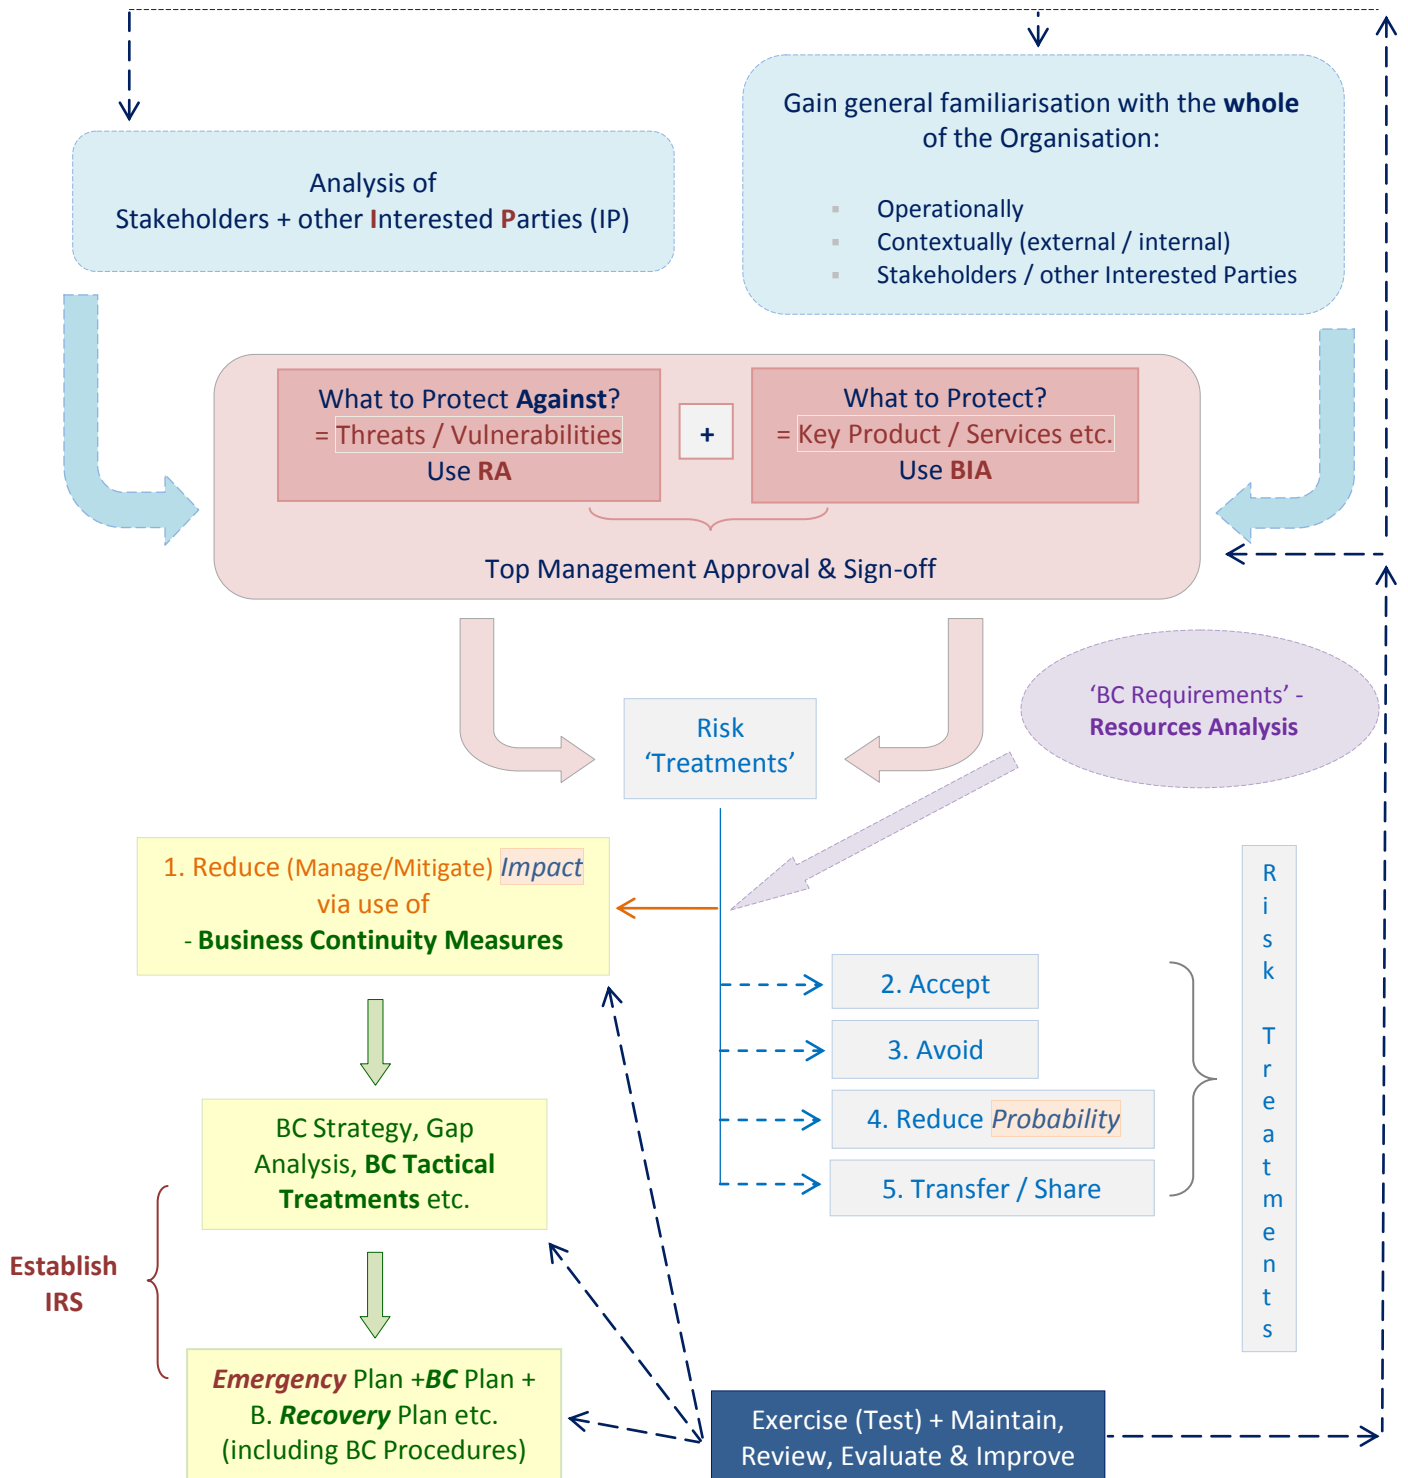 Analysis of
Stakeholders + other Interested Parties (IP)
Gain general familiarisation with the whole
of the Organisation:
▪ Operationally
▪ Contextually (external / internal)
▪ Stakeholders / other Interested Parties
What to Protect Against?
= Threats / Vulnerabilities
Use RA
+
What to Protect?
= Key Product / Services etc.
Use BIA
Top Management Approval & Sign-off
‘BC Requirements’ -
Resources Analysis
Risk
‘Treatments’
1. Reduce (Manage/Mitigate) Impact
via use of
- Business Continuity Measures
2. Accept
3. Avoid
4. Reduce Probability
5. Transfer / Share
Risk Treatments
BC Strategy, Gap
Analysis, BC Tactical
Treatments etc.
Establish
IRS
Emergency Plan +BC Plan +
B. Recovery Plan etc.
(including BC Procedures)
Exercise (Test) + Maintain,
Review, Evaluate & Improve